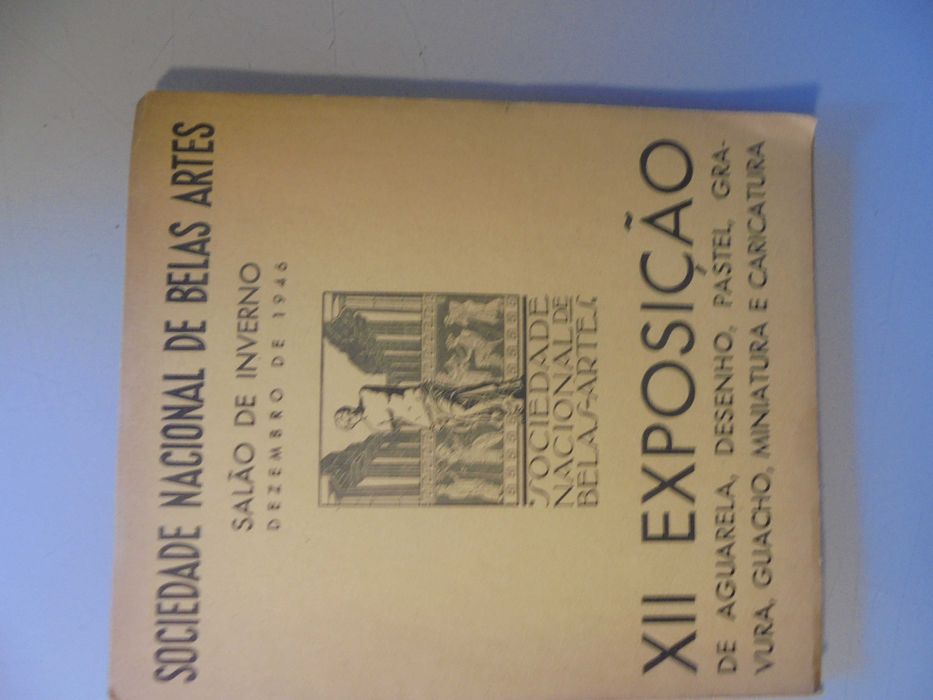 SOCIEDADE NACIONAL DE BELAS ARTES
SALÃO DE INVERNO
DEZEMBRO DE 1946
SOCIEDADE
NACIONAL DE
BELAS ARTES
XII EXPOSIÇÃO
DE AGUARELA, DESENHO, PASTEL, GRA-
VURA, GUACHO, MINIATURA E CARICATURA